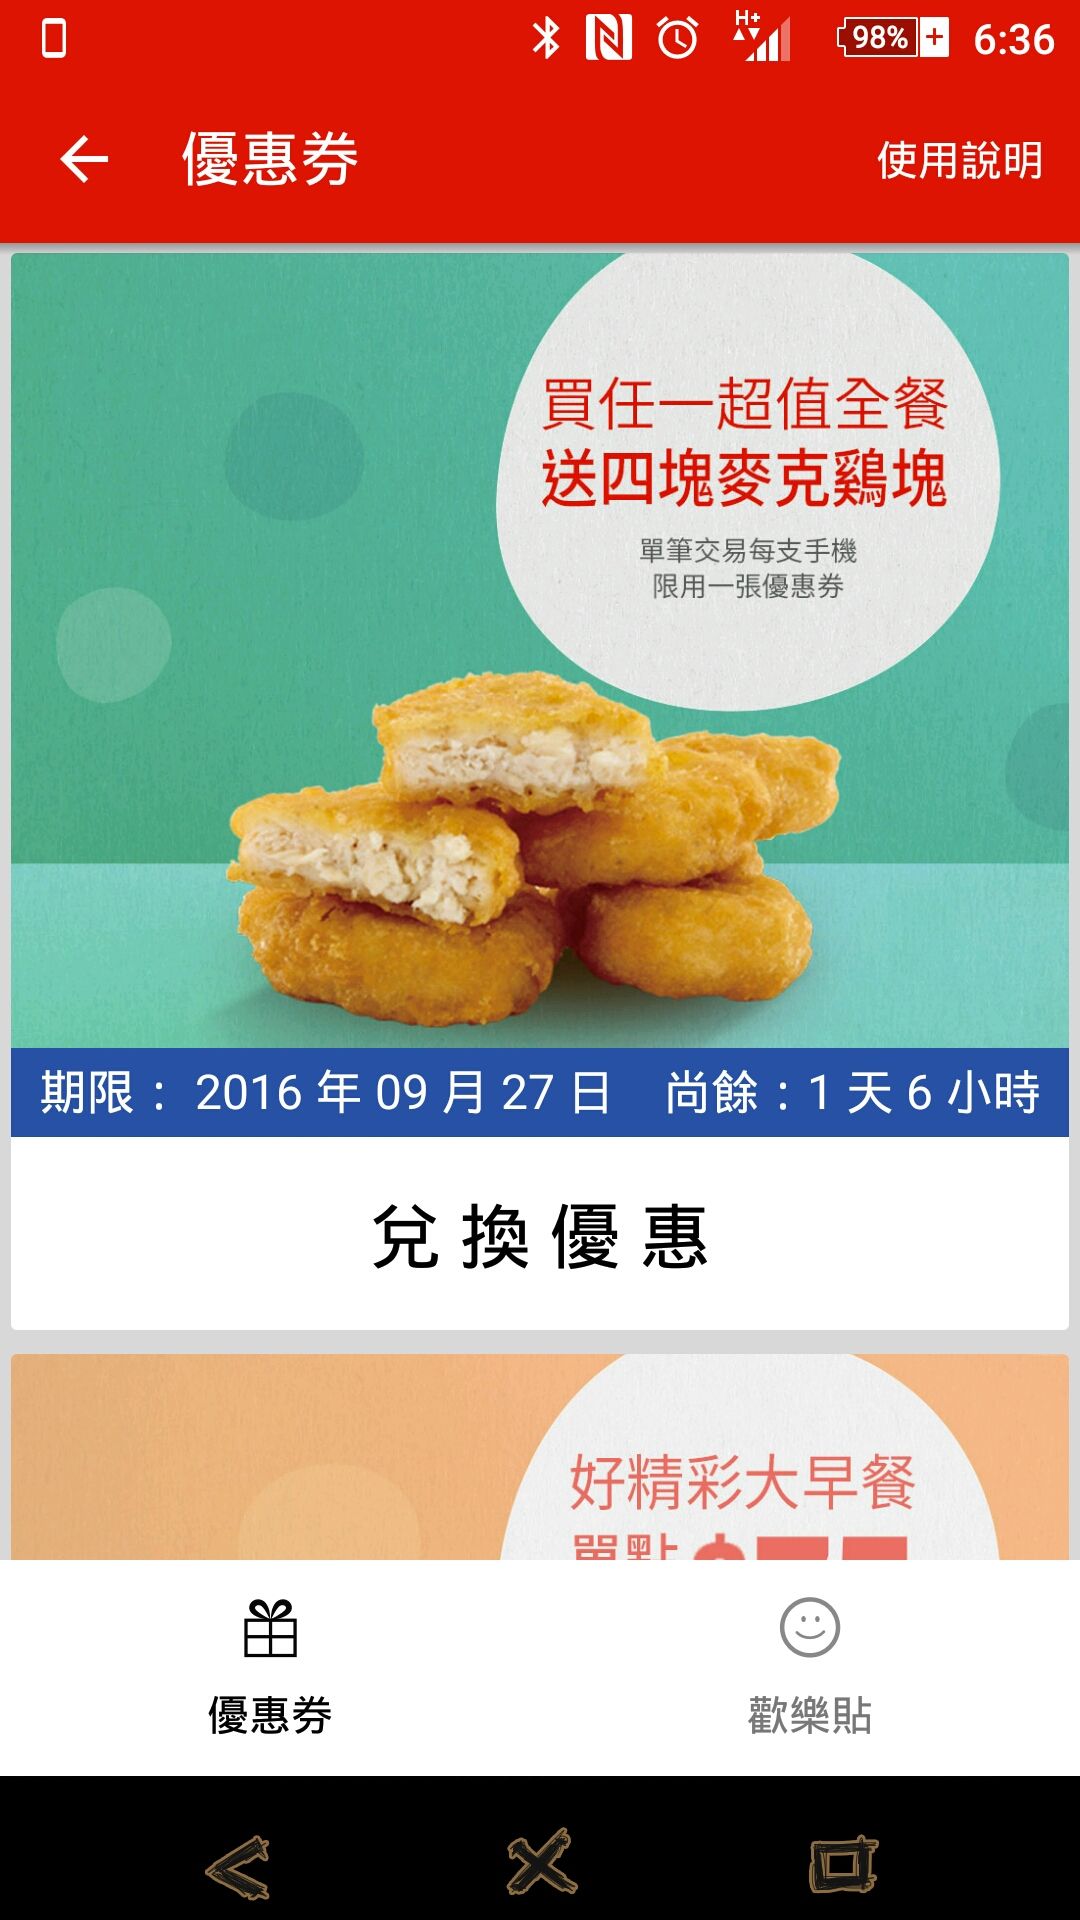 H+
98%
6:36
優惠券
使用說明
買任一超值全餐
送四塊麥克鷄塊
單筆交易每支手機
限用一張優惠券
期限： 2016 年 09 月 27 日 尚餘：1 天 6 小時
兌換優惠
好精彩大早餐
單點
優惠券
歡樂貼